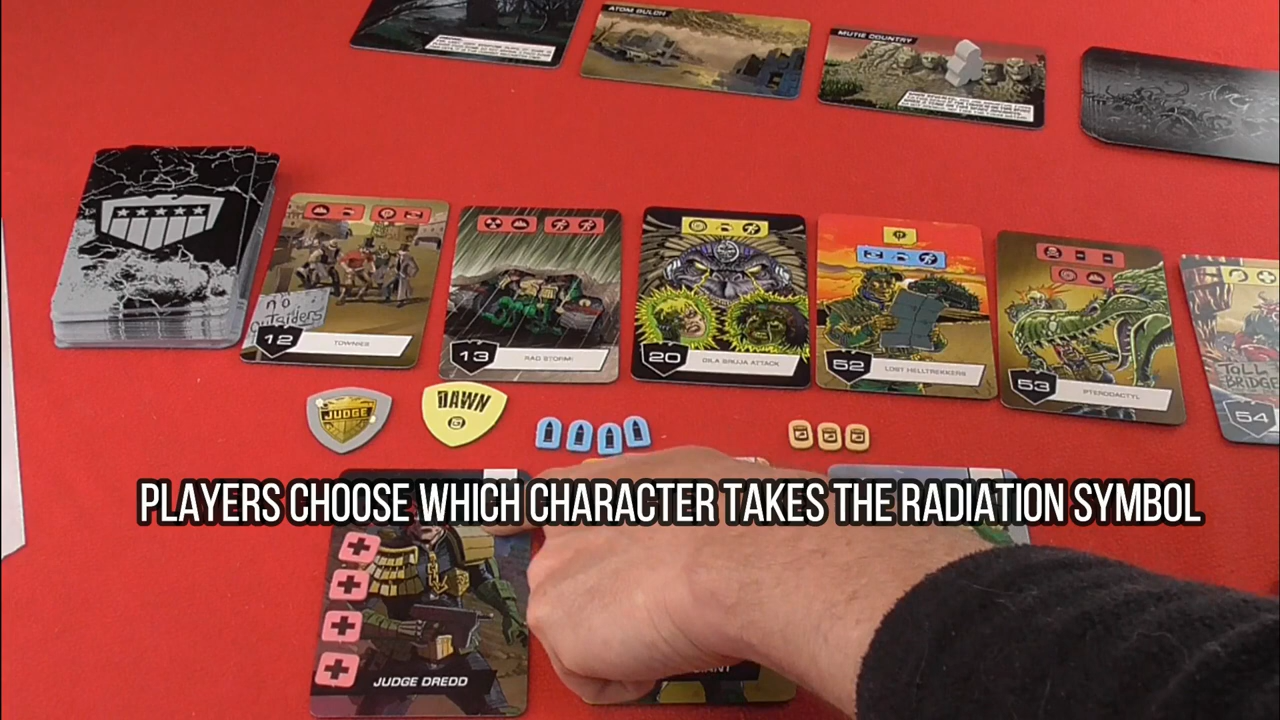 ATOM GULCH
MUTIE COUNTRY
no
outsiders
12
TOWNIES
13
RAD STORM!
20
GILA BRUJA ATTACK
52
LOST HELLTREKKERS
53
PTERODACTYL
TOLL
BRIDGE
54
JUDGE
DAWN
PLAYERS CHOOSE WHICH CHARACTER TAKES THE RADIATION SYMBOL
JUDGE DREDD